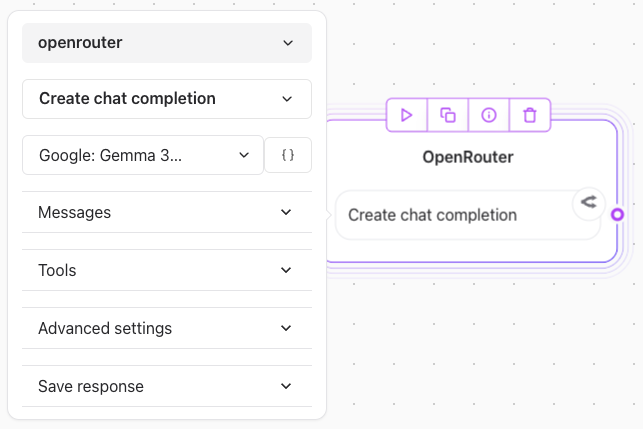 openrouter
Create chat completion
Google: Gemma 3...
{ }
Messages
Tools
Advanced settings
Save response
OpenRouter
Create chat completion